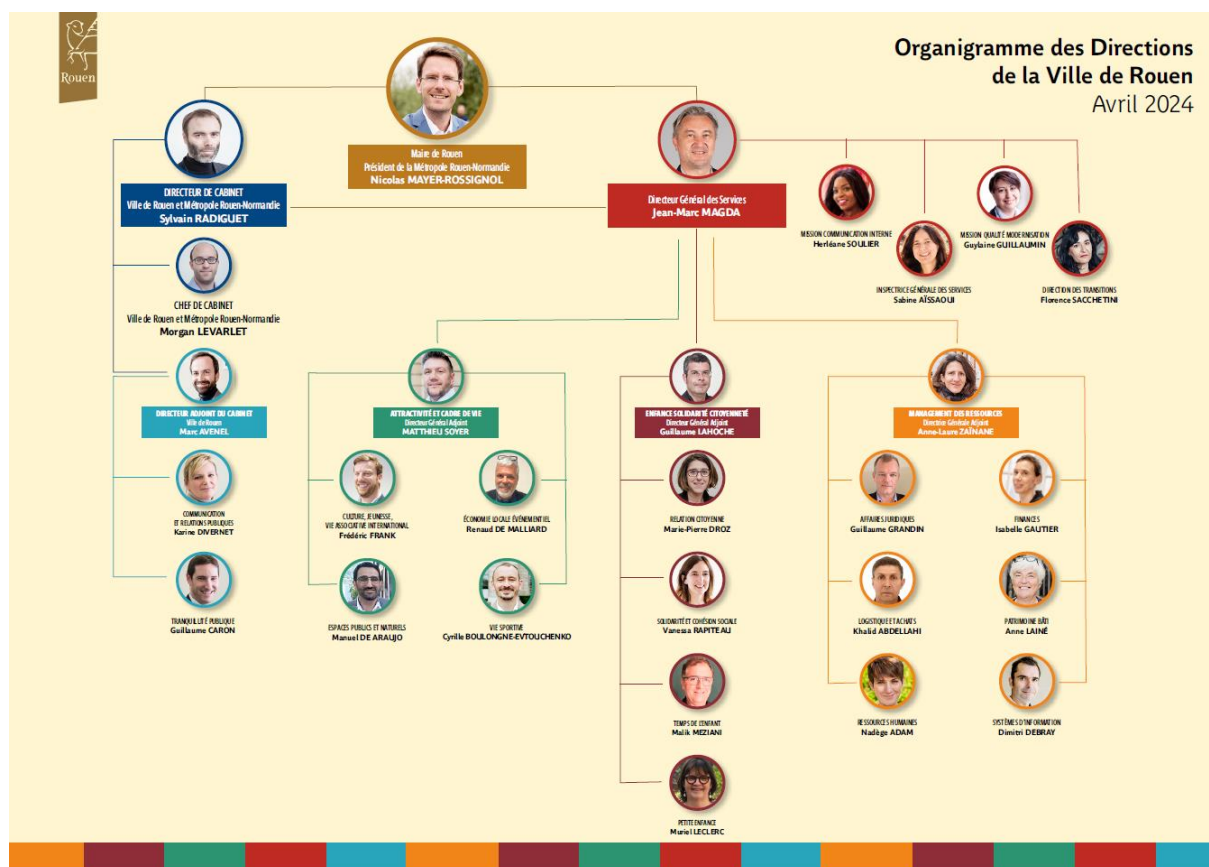 Rouen
Organigramme des Directions
de la Ville de Rouen
Avril 2024
Maire de Rouen
Président de la Métropole Rouen-Normandie
Nicolas MAYER-ROSSIGNOL
DIRECTEUR DE CABINET
Ville de Rouen et Métropole Rouen-Normandie
Sylvain RADIGUET
Directeur Général des Services
Jean-Marc MAGDA
MISSION COMMUNICATION INTERNE
Herléane SOULIER
MISSION QUALITÉ MODERNISATION
Guylaine GUILLAUMIN
INSPECTRICE GÉNÉRALE DES SERVICES
Sabine AÏSSAOUI
DIRECTION DES TRANSITIONS
Florence SACCHETINI
CHEF DE CABINET
Ville de Rouen et Métropole Rouen-Normandie
Morgan LEVARLET
DIRECTEUR ADJOINT DU CABINET
Ville de Rouen
Marc AVENEL
ATTRACTIVITÉ ET CADRE DE VIE
Directeur Général Adjoint
MATTHIEU SOYER
ENFANCE SOLIDARITÉ CITOYENNETÉ
Directeur Général Adjoint
Guillaume LAHOCHE
MANAGEMENT DES RESSOURCES
Directrice Générale Adjoint
Anne-Laure ZAÏNANE
COMMUNICATION
ET RELATIONS PUBLIQUES
Karine DIVERNET
CULTURE, JEUNESSE,
VIE ASSOCIATIVE INTERNATIONAL
Frédéric FRANK
ÉCONOMIE LOCALE ÉVÉNEMENTIEL
Renaud DE MALLIARD
RELATION CITOYENNE
Marie-Pierre DROZ
AFFAIRES JURIDIQUES
Guillaume GRANDIN
FINANCES
Isabelle GAUTIER
TRANQUILLITÉ PUBLIQUE
Guillaume CARON
ESPACES PUBLICS ET NATURELS
Manuel DE ARAUJO
VIE SPORTIVE
Cyrille BOULONGNE-EVTOUCHENKO
SOLIDARITÉ ET COHÉSION SOCIALE
Vanessa RAPITEAU
LOGISTIQUE ET ACHATS
Khalid ABDELLAHI
PATRIMOINE BÂTI
Anne LAINÉ
TEMPS DE L'ENFANT
Malik MEZIANI
RESSOURCES HUMAINES
Nadège ADAM
SYSTÈMES D'INFORMATION
Dimitri DEBRAY
PETITE ENFANCE
Muriel LECLERC